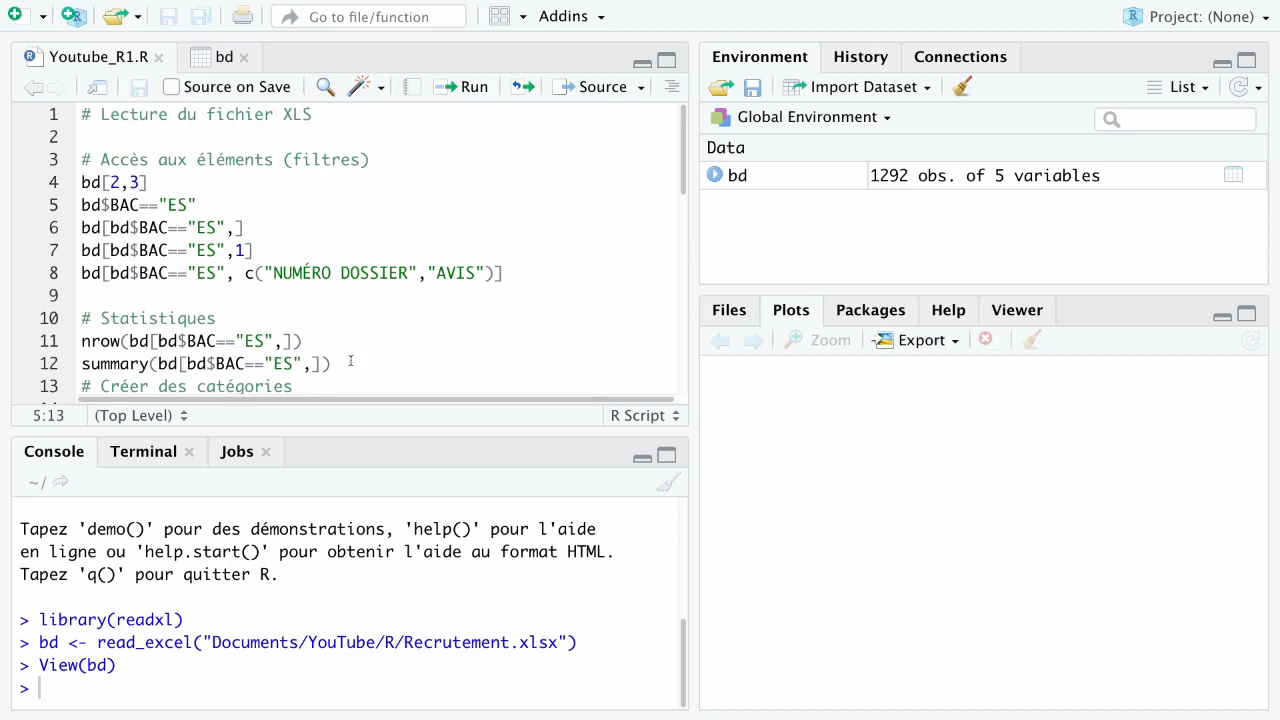 Go to file/function
Addins
Project: (None)
Youtube_R1.R
bd
Source on Save
Run
Source
1 # Lecture du fichier XLS
2
3 # Accès aux éléments (filtres)
4 bd[2,3]
5 bd$BAC=="ES"
6 bd[bd$BAC=="ES",]
7 bd[bd$BAC=="ES",1]
8 bd[bd$BAC=="ES", c("NUMÉRO DOSSIER","AVIS")]
9
10 # Statistiques
11 nrow(bd[bd$BAC=="ES",])
12 summary(bd[bd$BAC=="ES",])
13 # Créer des catégories
5:13 (Top Level) R Script
Console Terminal Jobs
~/
Tapez 'demo()' pour des démonstrations, 'help()' pour l'aide
en ligne ou 'help.start()' pour obtenir l'aide au format HTML.
Tapez 'q()' pour quitter R.
> library(readxl)
> bd <- read_excel("Documents/YouTube/R/Recrutement.xlsx")
> View(bd)
>
Environment History Connections
Import Dataset
List
Global Environment
Data
bd 1292 obs. of 5 variables
Files Plots Packages Help Viewer
Zoom Export